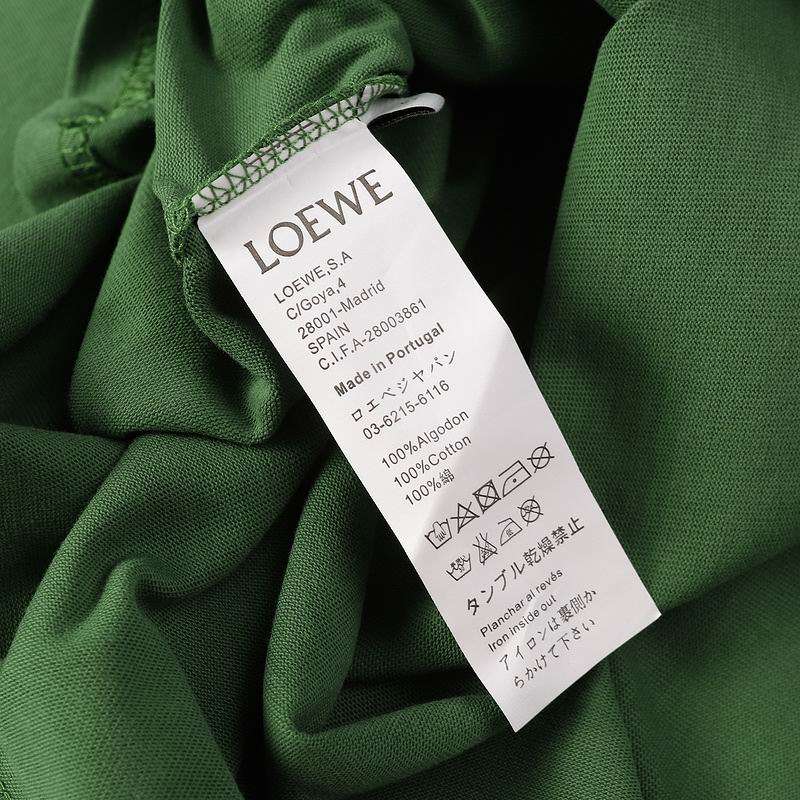 LOEWE
LOEWE,S.A
C/Goya,4
28001-Madrid
SPAIN
C.I.F.A-28003861
Made in Portugal
ロエベジャパン
03-6215-6116
100%Algodon
100%Cotton
100%綿
タンブル乾燥禁止
Planchar al revés
Iron inside out
アイロンは裏側か
らかけて下さい